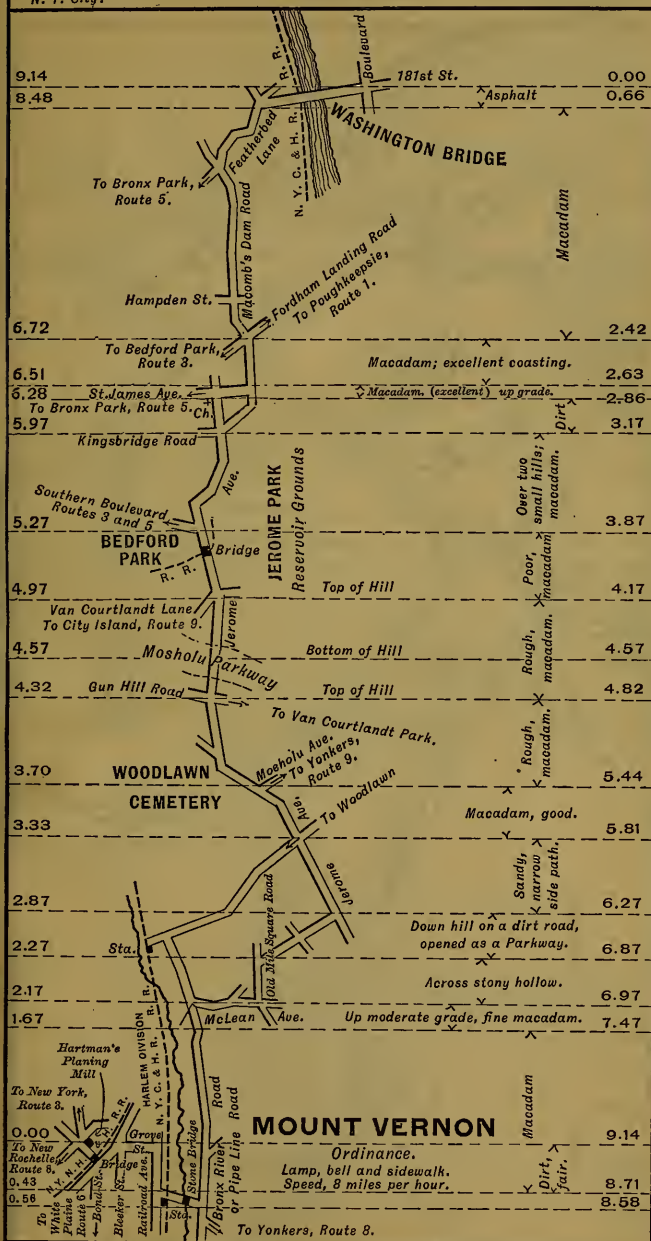 N. Y. City.
9.14
R. R.
Boulevard
181st St.
0.00
8.48
Asphalt
0.66
Featherbed
Lane
WASHINGTON BRIDGE
N. Y. C. & H. R.
To Bronx Park,
Route 5.
Macomb's Dam Road
Macadam
Hampden St.
Fordham Landing Road
To Poughkeepsie,
Route 1.
6.72
2.42
To Bedford Park,
Route 3.
Macadam; excellent coasting.
6.51
2.63
6.28
St. James Ave.
Macadam. (excellent) up grade.
2.86
To Bronx Park, Route 5.
Ch.
Dirt
5.97
3.17
Kingsbridge Road
Ave.
JEROME PARK
Reservoir Grounds
Over two
small hills;
macadam.
Southern Boulevard
Routes 3 and 5
5.27
3.87
BEDFORD
PARK
Bridge
R. R.
Poor,
macadam
4.97
Top of Hill
4.17
Van Courtlandt Lane
To City Island, Route 9.
Jerome
Rough,
macadam.
4.57
Bottom of Hill
4.57
Mosholu Parkway
4.32
Gun Hill Road
Top of Hill
4.82
To Van Courtlandt Park.
Rough,
macadam.
Moeholu Ave.
To Yonkers,
Route 9.
3.70
WOODLAWN
CEMETERY
5.44
Ave.
To Woodlawn
Macadam, good.
3.33
5.81
Jerome
Sandy,
narrow
side path.
2.87
6.27
Old Mile Square Road
Down hill on a dirt road,
opened as a Parkway.
2.27
Sta.
6.87
Across stony hollow.
2.17
6.97
McLean Ave.
Up moderate grade, fine macadam.
1.67
7.47
HARLEM DIVISION
N. Y. C. & H. R. R. R.
Hartman's
Planing
Mill
To New York,
Route 3.
Macadam
MOUNT VERNON
0.00
9.14
Grove
St.
Stone Bridge
Bronx River Road
or Pipe Line Road
Ordinance.
Lamp, bell and sidewalk.
Speed, 8 miles per hour.
Dirt,
fair.
To New
Rochelle,
Route 8.
N. Y. N. H. & H. R. R.
Bridge
0.43
8.71
0.56
8.58
To
White
Plains
Route 6
Bond St.
Bleeker St.
Railroad Ave.
Sta.
To Yonkers, Route 8.